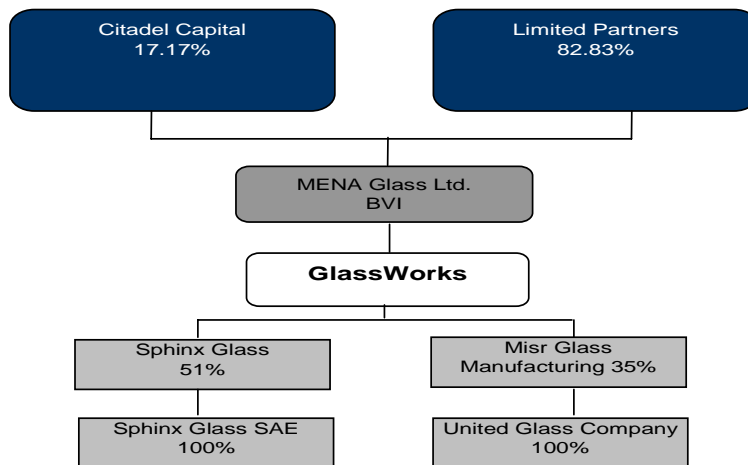 Citadel Capital
17.17%
Limited Partners
82.83%
MENA Glass Ltd.
BVI
GlassWorks
Sphinx Glass
51%
Misr Glass
Manufacturing 35%
Sphinx Glass SAE
100%
United Glass Company
100%